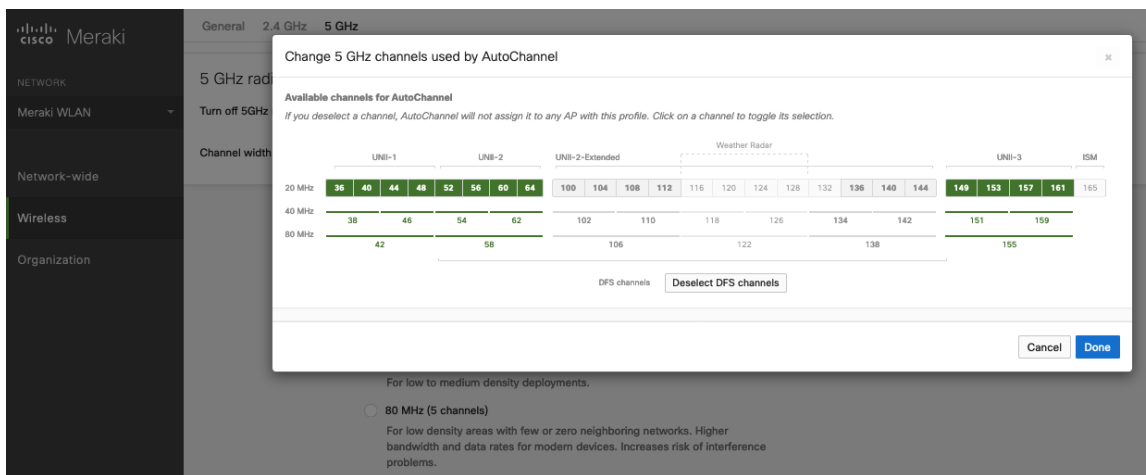 cisco Meraki
NETWORK
Meraki WLAN
Network-wide
Wireless
Organization
General 2.4 GHz 5 GHz
5 GHz radi
Turn off 5GHz
Channel width
Change 5 GHz channels used by AutoChannel
×
Available channels for AutoChannel
If you deselect a channel, AutoChannel will not assign it to any AP with this profile. Click on a channel to toggle its selection.
Weather Radar
UNII-1 UNII-2 UNII-2-Extended UNII-3 ISM
20 MHz 36 40 44 48 52 56 60 64 100 104 108 112 116 120 124 128 132 136 140 144 149 153 157 161 165
40 MHz
38 46 54 62 102 110 118 126 134 142 151 159
80 MHz
42 58 106 122 138 155
DFS channels Deselect DFS channels
Cancel Done
For low to medium density deployments.
80 MHz (5 channels)
For low density areas with few or zero neighboring networks. Higher
bandwidth and data rates for modern devices. Increases risk of interference
problems.